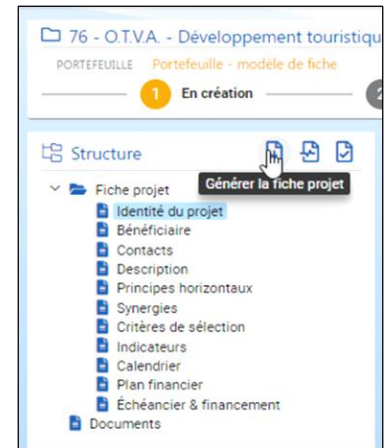 76 - O.T.V.A. - Développement touristiqu
PORTEFEUILLE Portefeuille - modèle de fiche
1 En création 2
Structure
Générer la fiche projet
Fiche projet
Identité du projet
Bénéficiaire
Contacts
Description
Principes horizontaux
Synergies
Critères de sélection
Indicateurs
Calendrier
Plan financier
Échéancier & financement
Documents